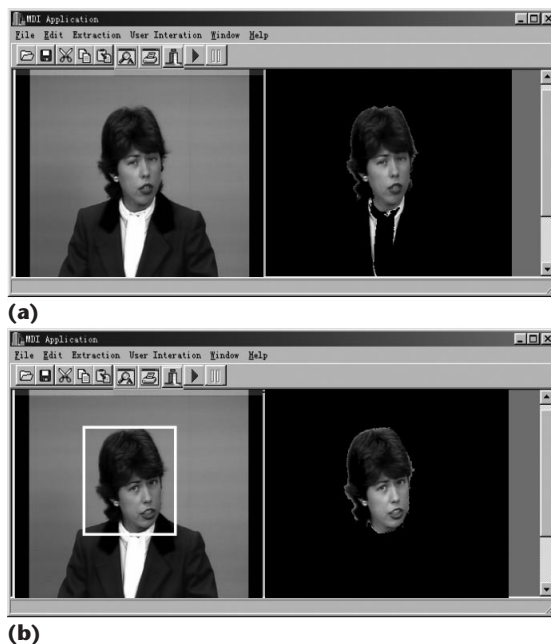 MDI Application
File Edit Extraction User Interation Window Help
(a)
MDI Application
File Edit Extraction User Interation Window Help
(b)